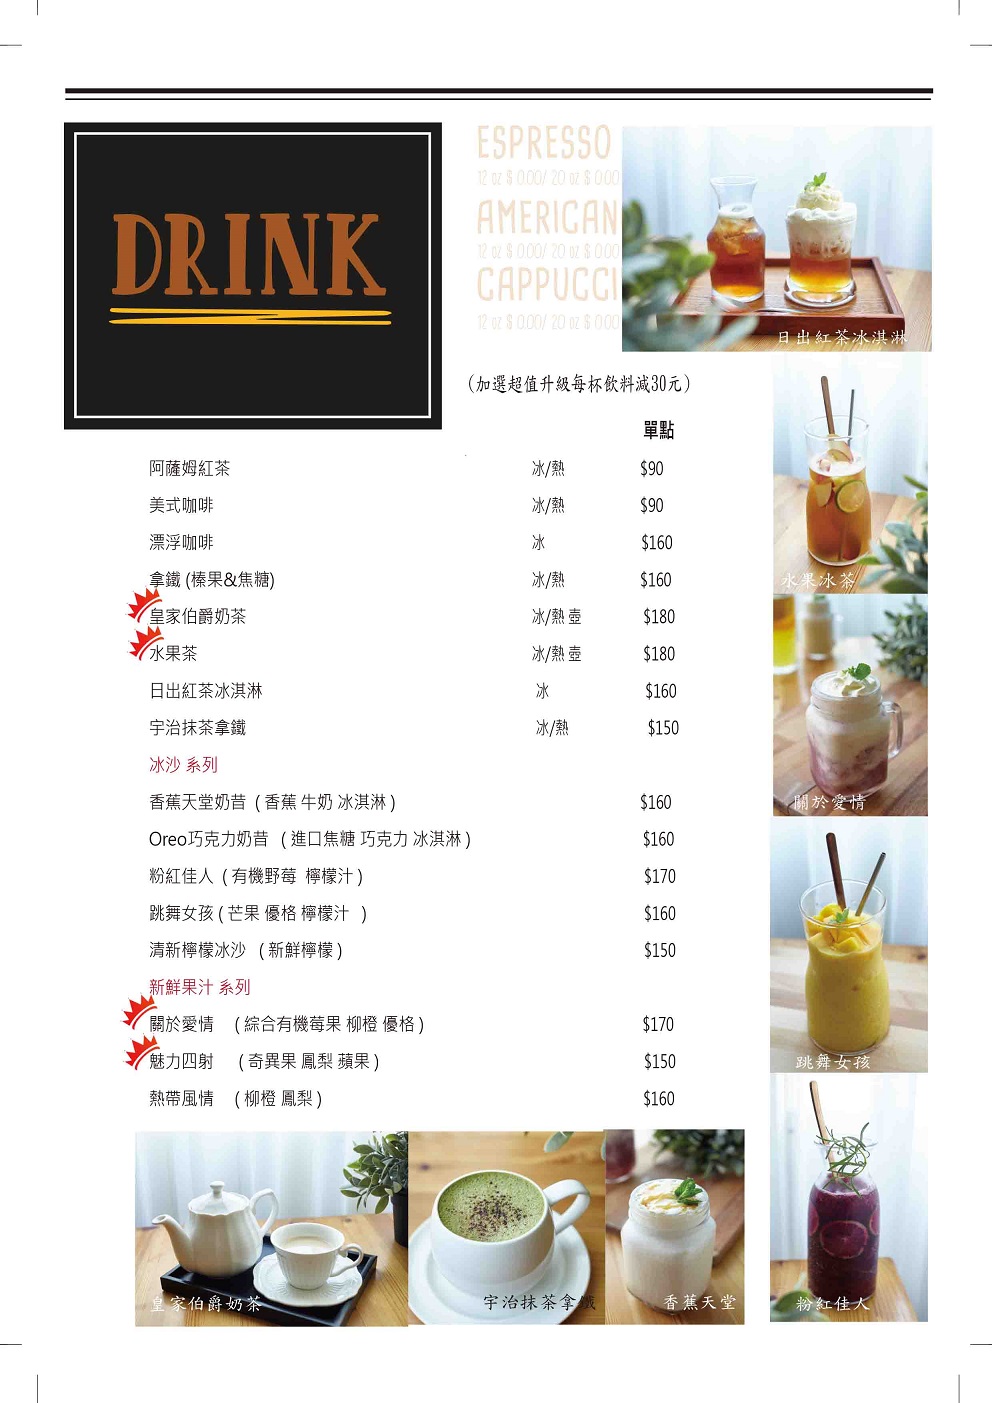 DRINK
ESPRESSO
12 oz $ 0.00/ 20 oz $ 0.00
AMERICAN
12 oz $ 0.00/ 20 oz $ 0.00
CAPPUCCI
12 oz $ 0.00/ 20 oz $ 0.00
日出紅茶冰淇淋
(加選超值升級每杯飲料減30元)
單點
阿薩姆紅茶 冰/熱 $90
美式咖啡 冰/熱 $90
漂浮咖啡 冰 $160
拿鐵 (榛果&焦糖) 冰/熱 $160
皇家伯爵奶茶 冰/熱 壺 $180
水果茶 冰/熱 壺 $180
日出紅茶冰淇淋 冰 $160
宇治抹茶拿鐵 冰/熱 $150
冰沙 系列
香蕉天堂奶昔 ( 香蕉 牛奶 冰淇淋 ) $160
Oreo巧克力奶昔 ( 進口焦糖 巧克力 冰淇淋 ) $160
粉紅佳人 ( 有機野莓 檸檬汁 ) $170
跳舞女孩 ( 芒果 優格 檸檬汁 ) $160
清新檸檬冰沙 ( 新鮮檸檬 ) $150
新鮮果汁 系列
關於愛情 ( 綜合有機莓果 柳橙 優格 ) $170
魅力四射 ( 奇異果 鳳梨 蘋果 ) $150
熱帶風情 ( 柳橙 鳳梨 ) $160
水果冰茶
關於愛情
跳舞女孩
粉紅佳人
皇家伯爵奶茶
宇治抹茶拿鐵
香蕉天堂